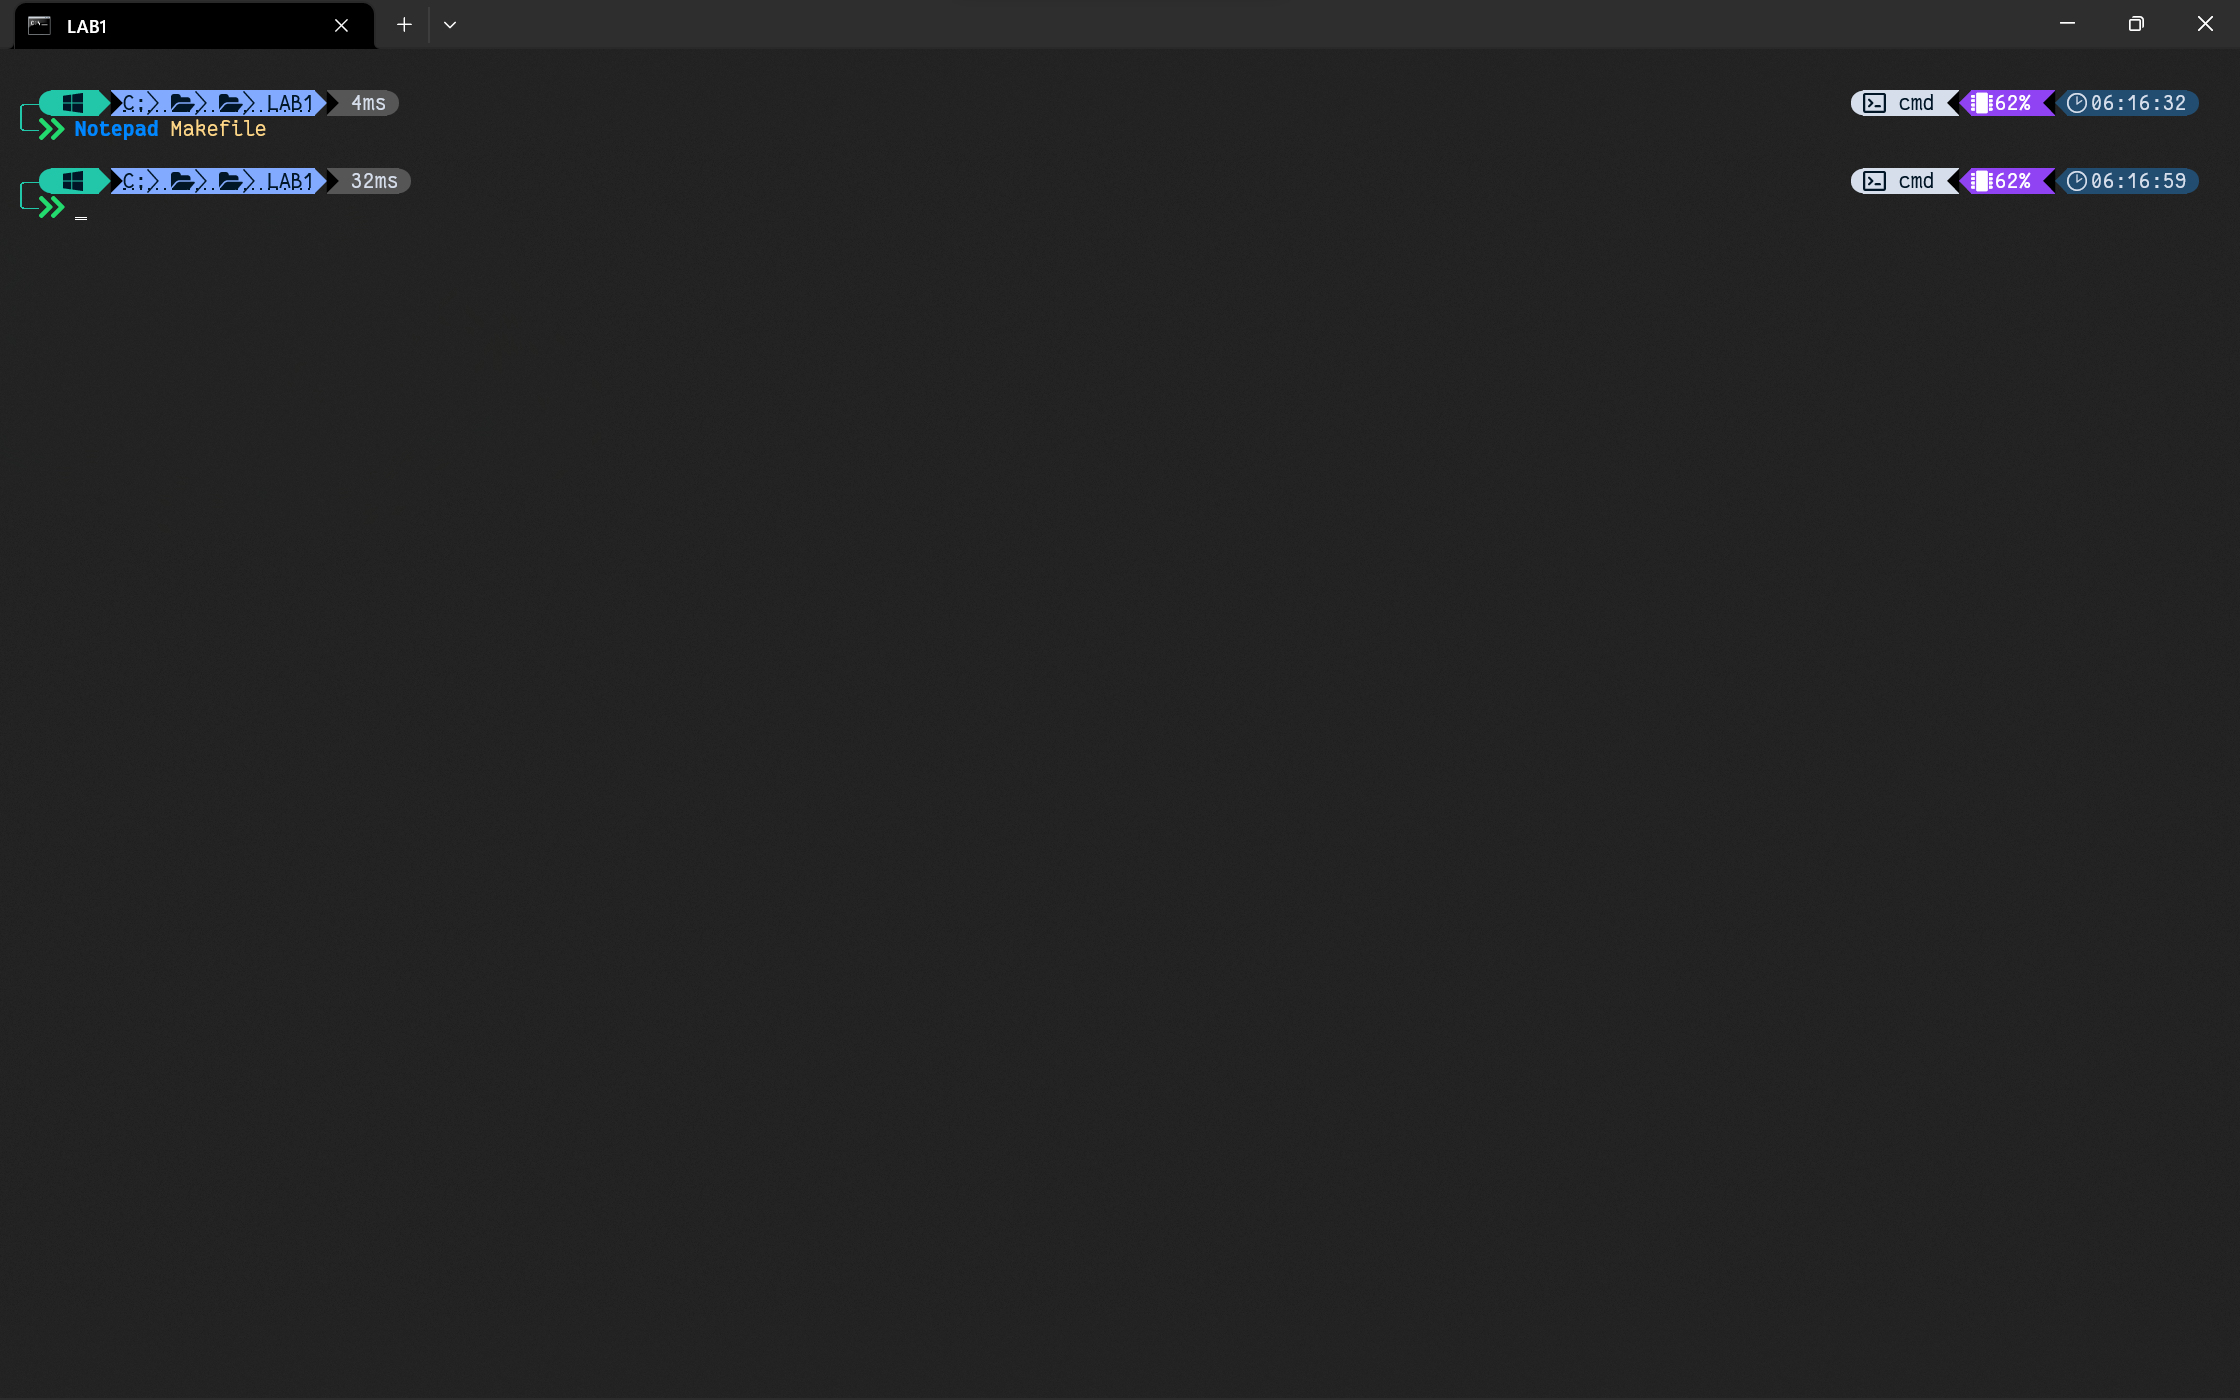 LAB1
C: LAB1 4ms cmd 62% 06:16:32
Notepad Makefile
C: LAB1 32ms cmd 62% 06:16:59